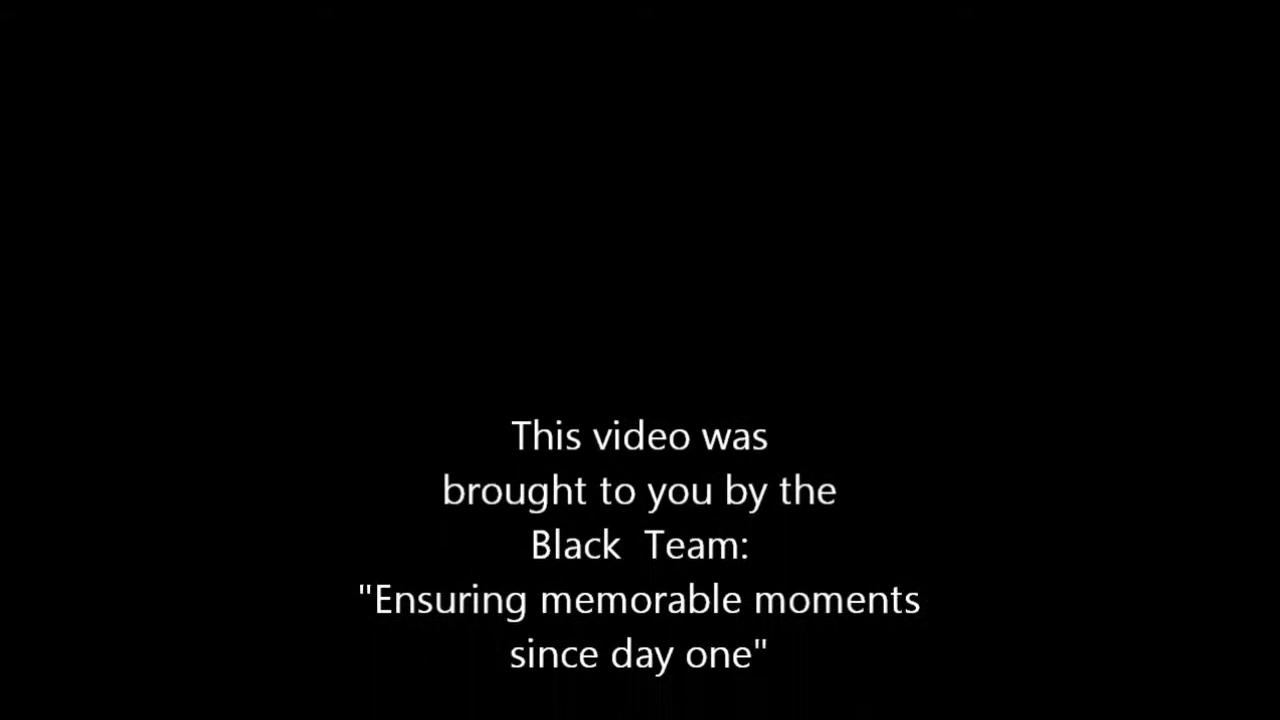 This video was
brought to you by the
Black  Team:
"Ensuring memorable moments
since day one"